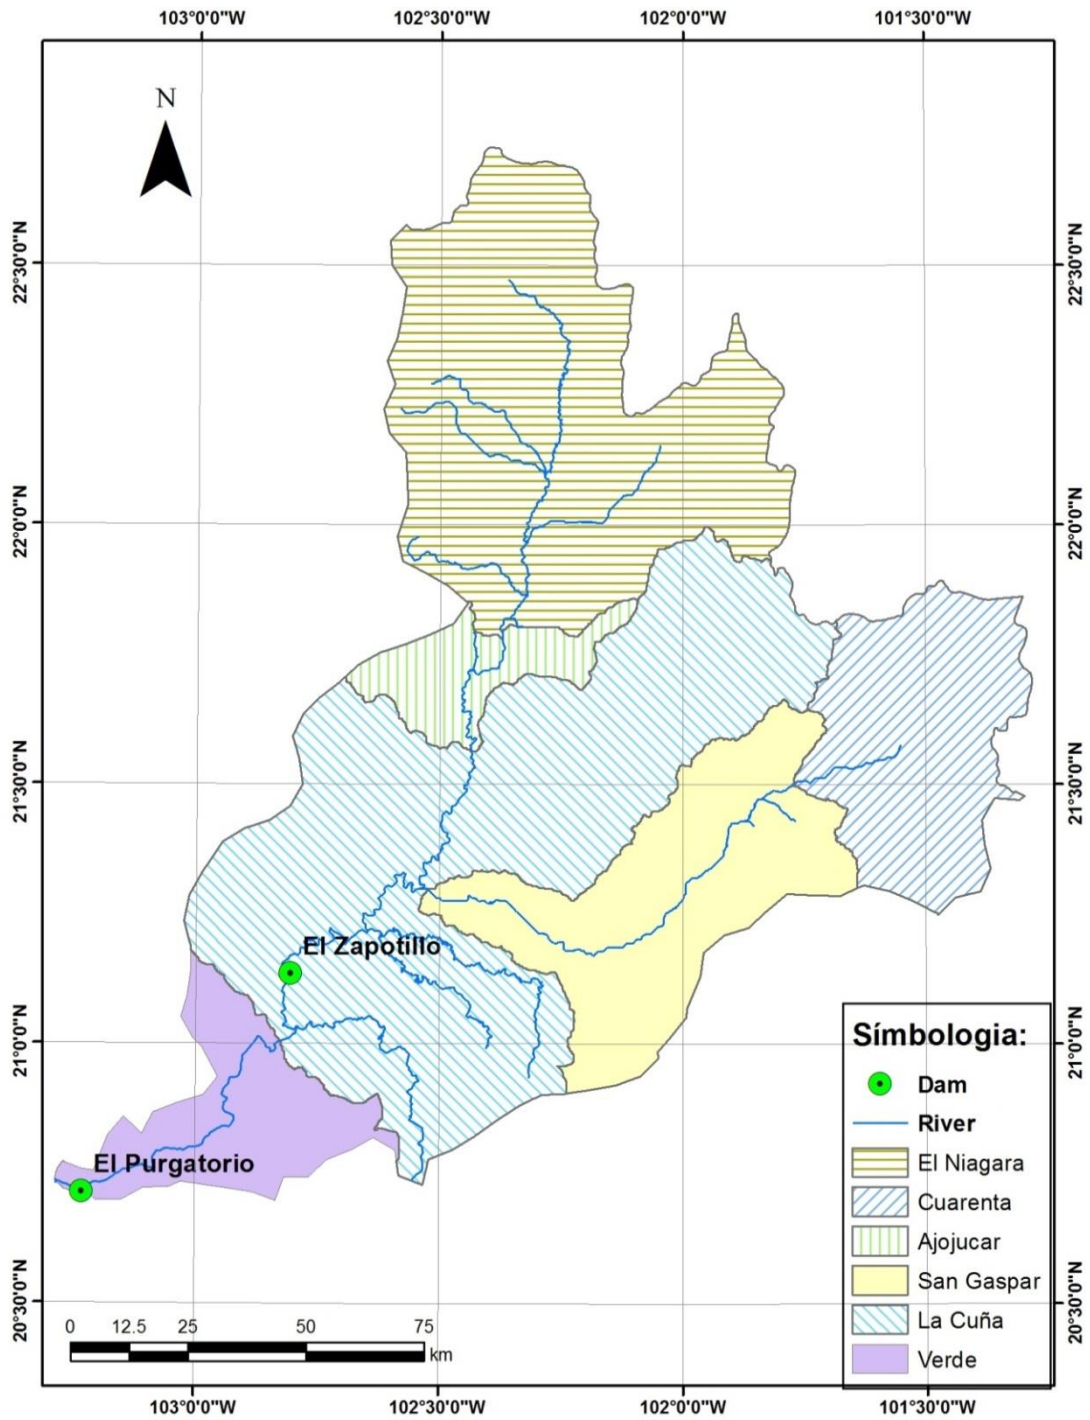 103°0'0"W 102°30'0"W 102°0'0"W 101°30'0"W
N
22°30'0"N 22°30'0"N
22°0'0"N 22°0'0"N
21°30'0"N 21°30'0"N
El Zapotillo
21°0'0"N 21°0'0"N
El Purgatorio
Símbologia:
Dam
River
El Niagara
Cuarenta
Ajojucar
San Gaspar
La Cuña
Verde
20°30'0"N 20°30'0"N
0 12.5 25 50 75
km
103°0'0"W 102°30'0"W 102°0'0"W 101°30'0"W